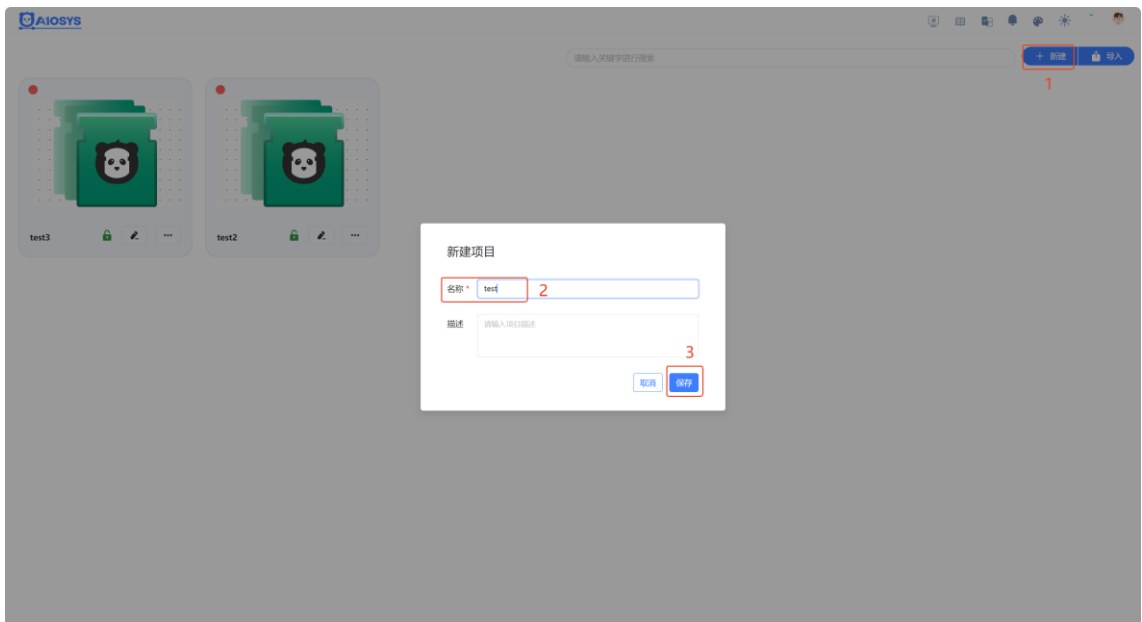 AIOSYS
请输入关键字进行搜索
+ 新建
导入
1
test3
test2
新建项目
名称 *
test
2
描述
请输入项目描述
3
取消
保存